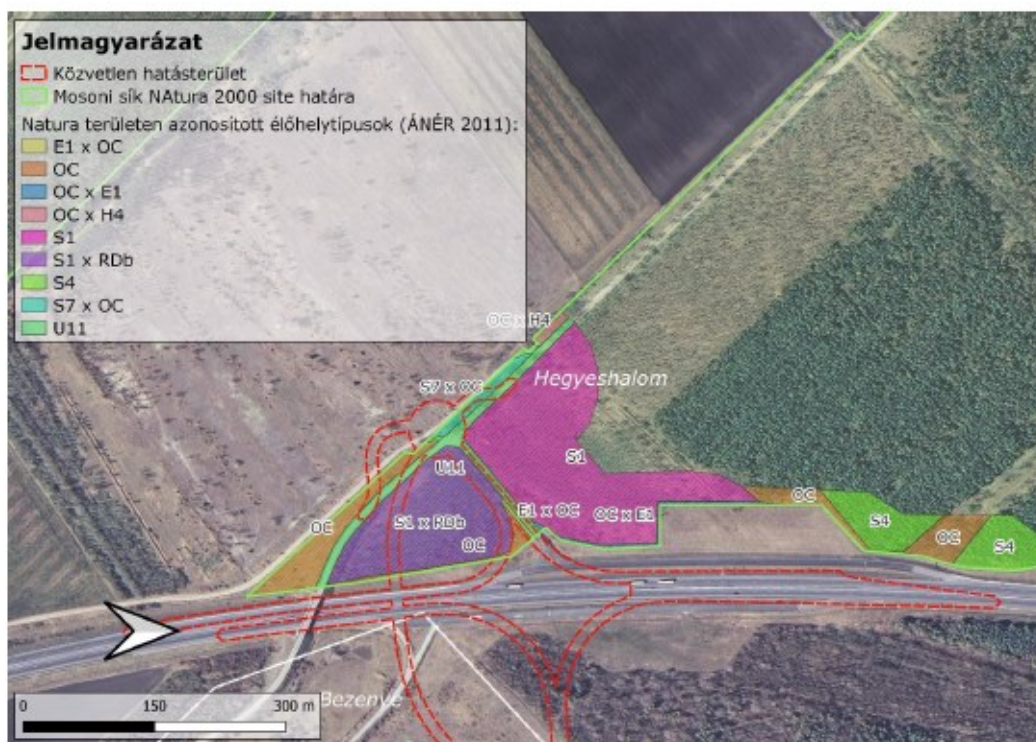 Jelmagyarázat
Közvetlen hatásterület
Mosoni sík NAtura 2000 site határa
Natura területen azonosított élőhelytípusok (ÁNÉR 2011):
E1 x OC
OC
OC x E1
OC x H4
S1
S1 x RDb
S4
S7 x OC
U11
OC x H4
Hegyeshalom
S7 x OC
S1
U11
OC
E1 x OC
OC x E1
OC
S1 x RDb
S4
OC
OC
S4
Bezenye
0 150 300 m